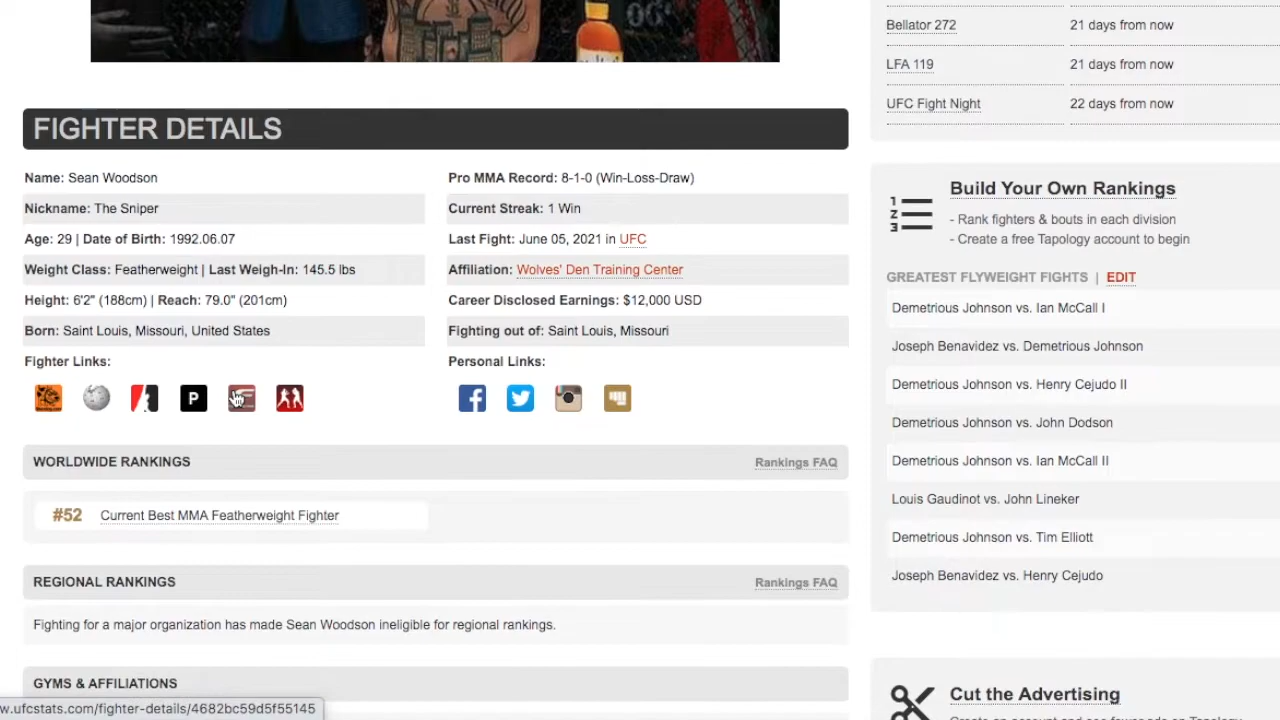 Bellator 272 21 days from now
LFA 119 21 days from now
UFC Fight Night 22 days from now
FIGHTER DETAILS
Name: Sean Woodson
Nickname: The Sniper
Age: 29 | Date of Birth: 1992.06.07
Weight Class: Featherweight | Last Weigh-In: 145.5 lbs
Height: 6'2" (188cm) | Reach: 79.0" (201cm)
Born: Saint Louis, Missouri, United States
Fighter Links:
P
Pro MMA Record: 8-1-0 (Win-Loss-Draw)
Current Streak: 1 Win
Last Fight: June 05, 2021 in UFC
Affiliation: Wolves' Den Training Center
Career Disclosed Earnings: $12,000 USD
Fighting out of: Saint Louis, Missouri
Personal Links:
WORLDWIDE RANKINGS Rankings FAQ
#52 Current Best MMA Featherweight Fighter
REGIONAL RANKINGS Rankings FAQ
Fighting for a major organization has made Sean Woodson ineligible for regional rankings.
GYMS & AFFILIATIONS
w.ufcstats.com/fighter-details/4682bc59d5f55145
Build Your Own Rankings
- Rank fighters & bouts in each division
- Create a free Tapology account to begin
GREATEST FLYWEIGHT FIGHTS | EDIT
Demetrious Johnson vs. Ian McCall I
Joseph Benavidez vs. Demetrious Johnson
Demetrious Johnson vs. Henry Cejudo II
Demetrious Johnson vs. John Dodson
Demetrious Johnson vs. Ian McCall II
Louis Gaudinot vs. John Lineker
Demetrious Johnson vs. Tim Elliott
Joseph Benavidez vs. Henry Cejudo
Cut the Advertising